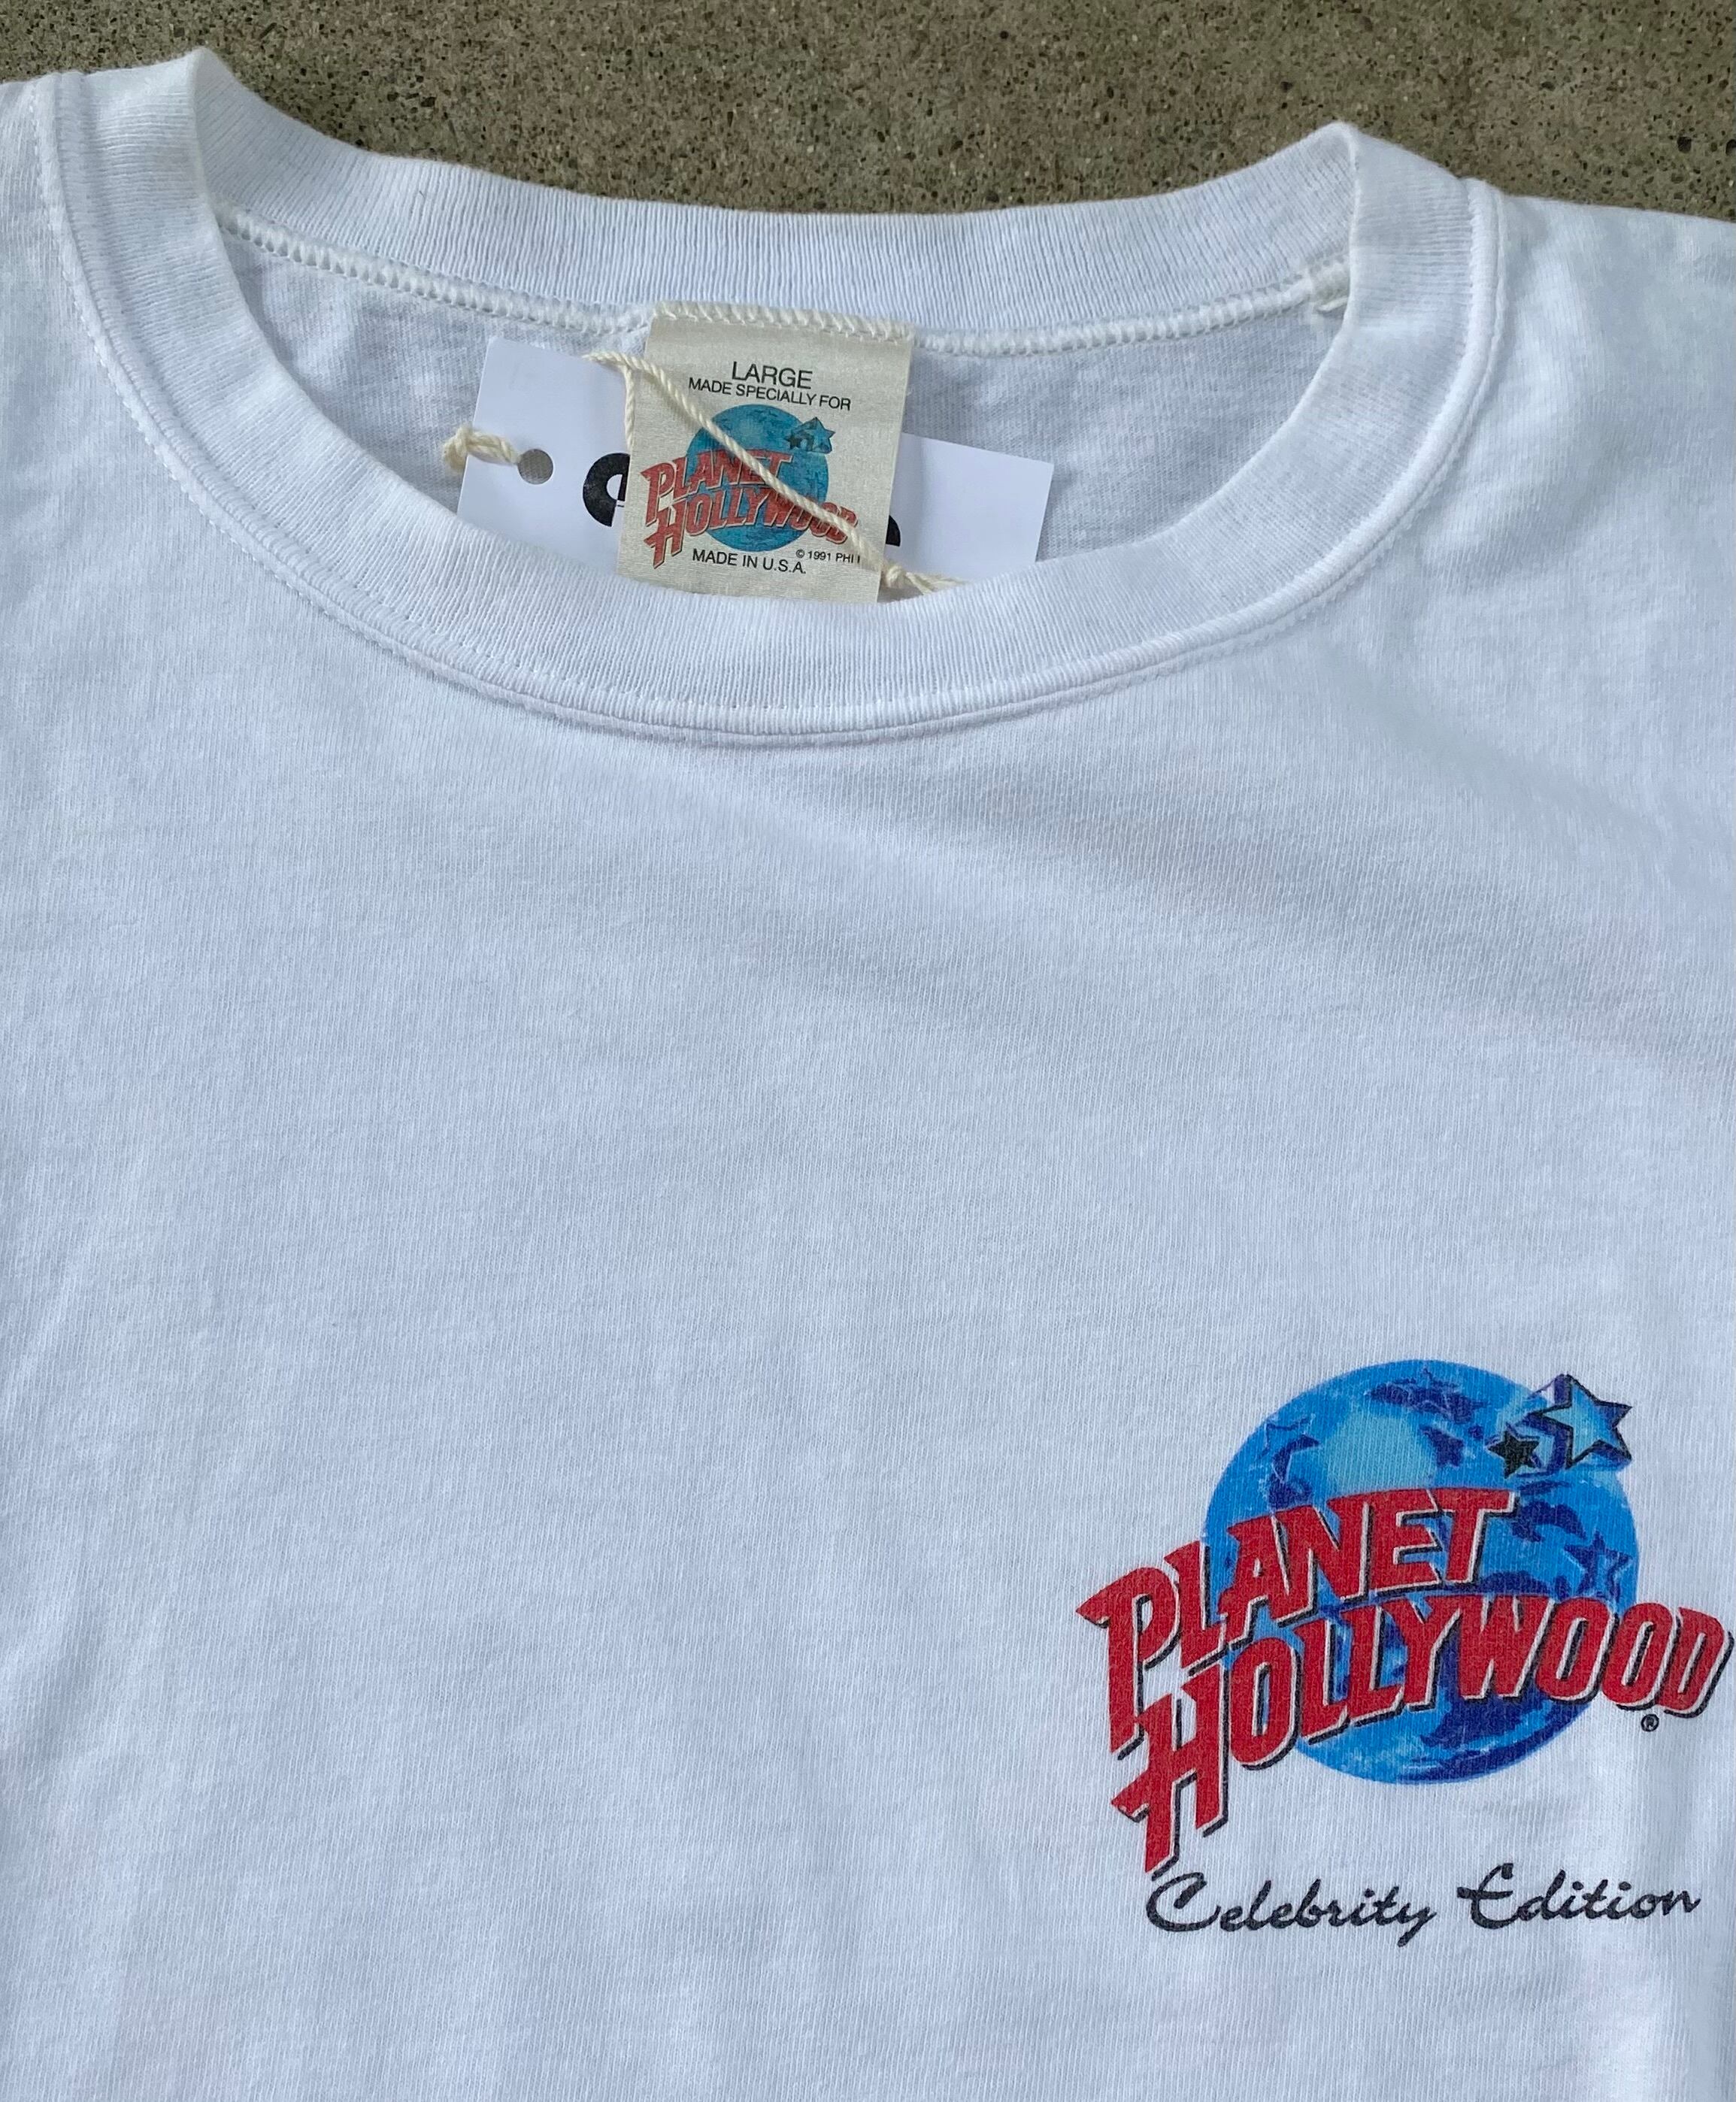 LARGE
MADE SPECIALLY FOR
PLANET
HOLLYWOOD
© 1991 PHI
MADE IN U.S.A.
PLANET
HOLLYWOOD
®
Celebrity Edition